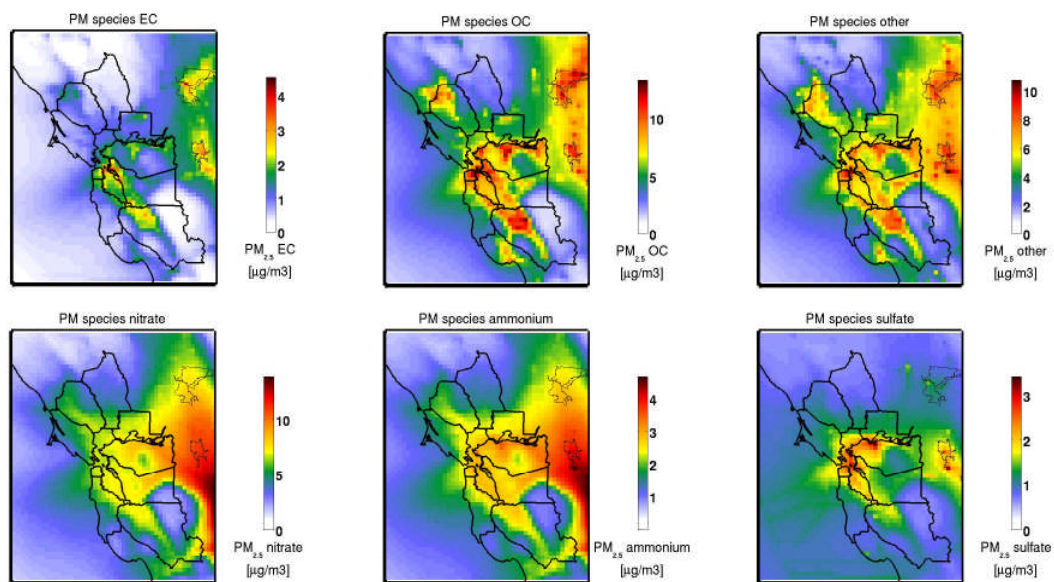 PM species EC
4
3
2
1
0
PM2.5 EC
[µg/m3]
PM species OC
10
5
0
PM2.5 OC
[µg/m3]
PM species other
10
8
6
4
2
0
PM2.5 other
[µg/m3]
PM species nitrate
10
5
0
PM2.5 nitrate
[µg/m3]
PM species ammonium
4
3
2
1
PM2.5 ammonium
[µg/m3]
PM species sulfate
3
2
1
0
PM2.5 sulfate
[µg/m3]